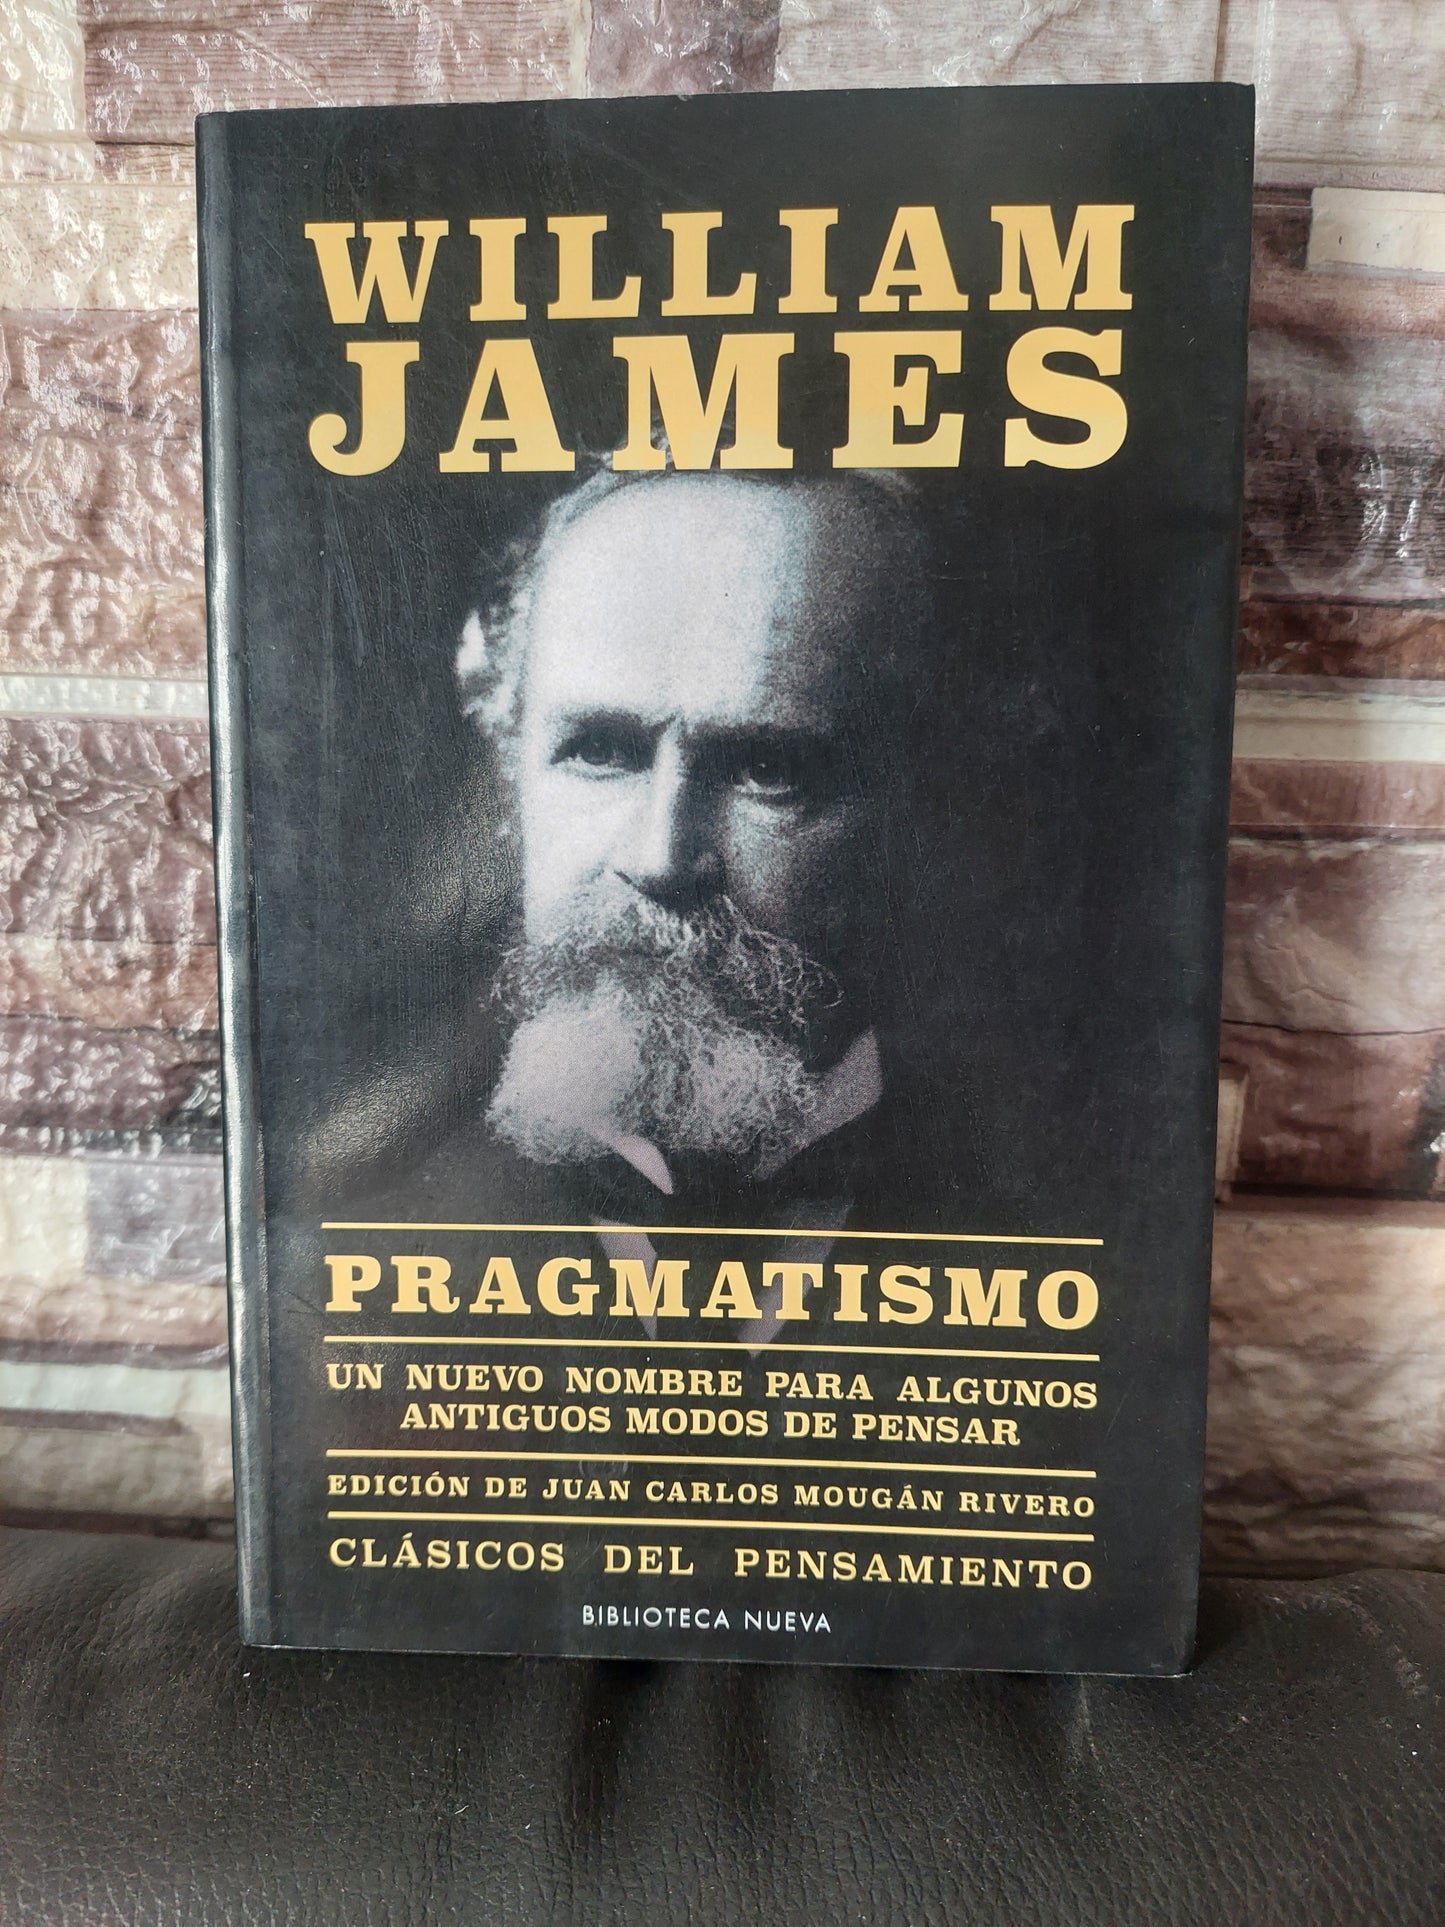 WILLIAM
JAMES
PRAGMATISMO
UN NUEVO NOMBRE PARA ALGUNOS
ANTIGUOS MODOS DE PENSAR
EDICIÓN DE JUAN CARLOS MOUGÁN RIVERO
CLÁSICOS DEL PENSAMIENTO
BIBLIOTECA NUEVA